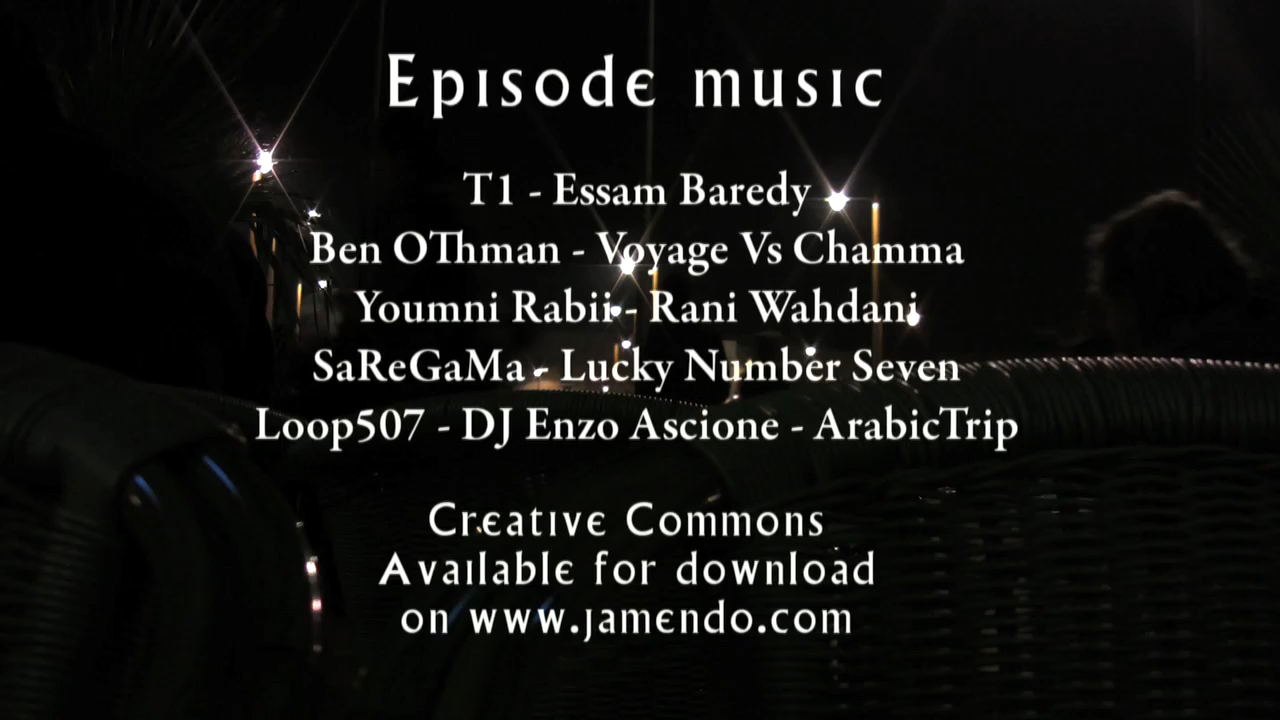 Episode music
T1 - Essam Baredy
Ben OThman - Voyage Vs Chamma
Youmni Rabii - Rani Wahdani
SaReGaMa - Lucky Number Seven
Loop507 - DJ Enzo Ascione - ArabicTrip
Creative Commons
Available for download
on www.jamendo.com